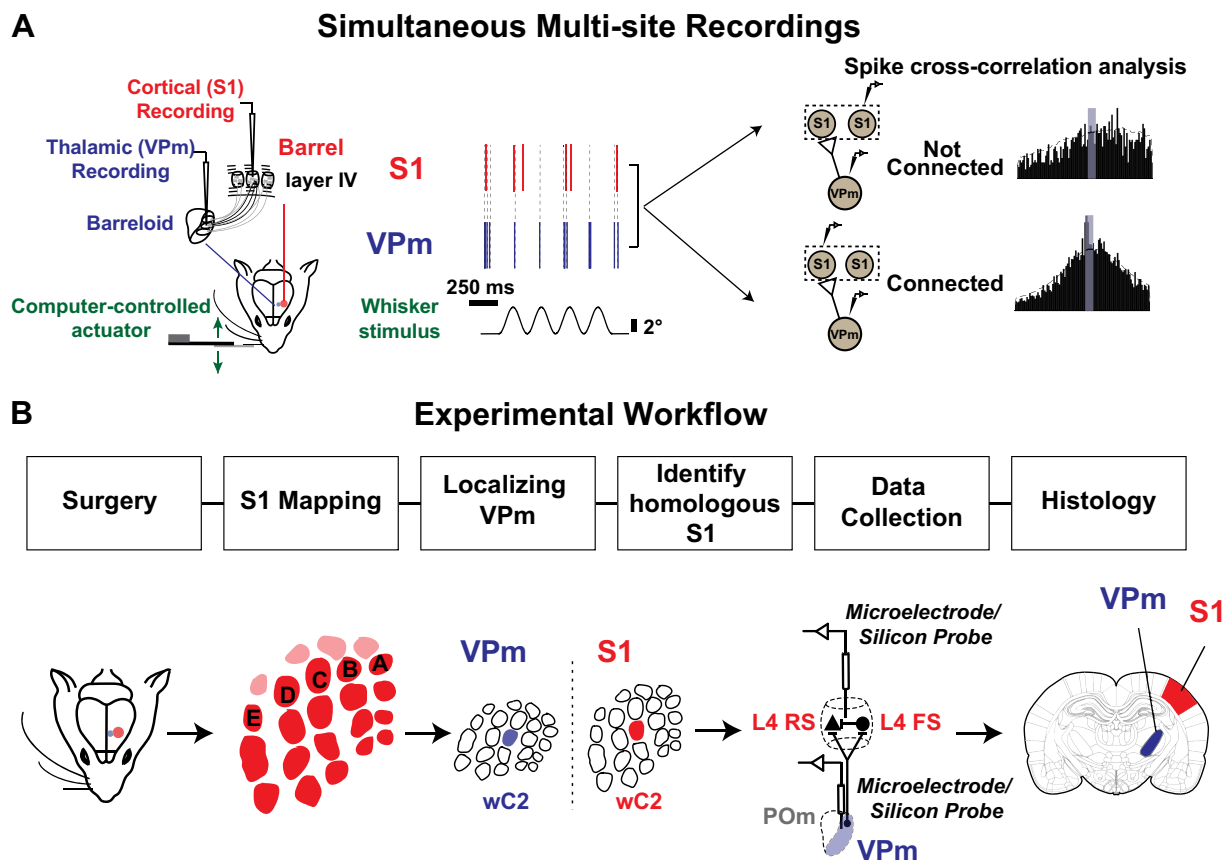 A
Simultaneous Multi-site Recordings
Cortical (S1)
Recording
Thalamic (VPm)
Recording
Barrel
layer IV
Barreloid
Computer-controlled
actuator
S1
VPm
250 ms
Whisker
stimulus
2°
Spike cross-correlation analysis
S1
S1
VPm
Not
Connected
S1
S1
VPm
Connected
B
Experimental Workflow
Surgery
S1 Mapping
Localizing
VPm
Identify
homologous
S1
Data
Collection
Histology
E
D
C
B
A
VPm
wC2
S1
wC2
Microelectrode/
Silicon Probe
L4 RS
L4 FS
Microelectrode/
Silicon Probe
POm
VPm
VPm
S1